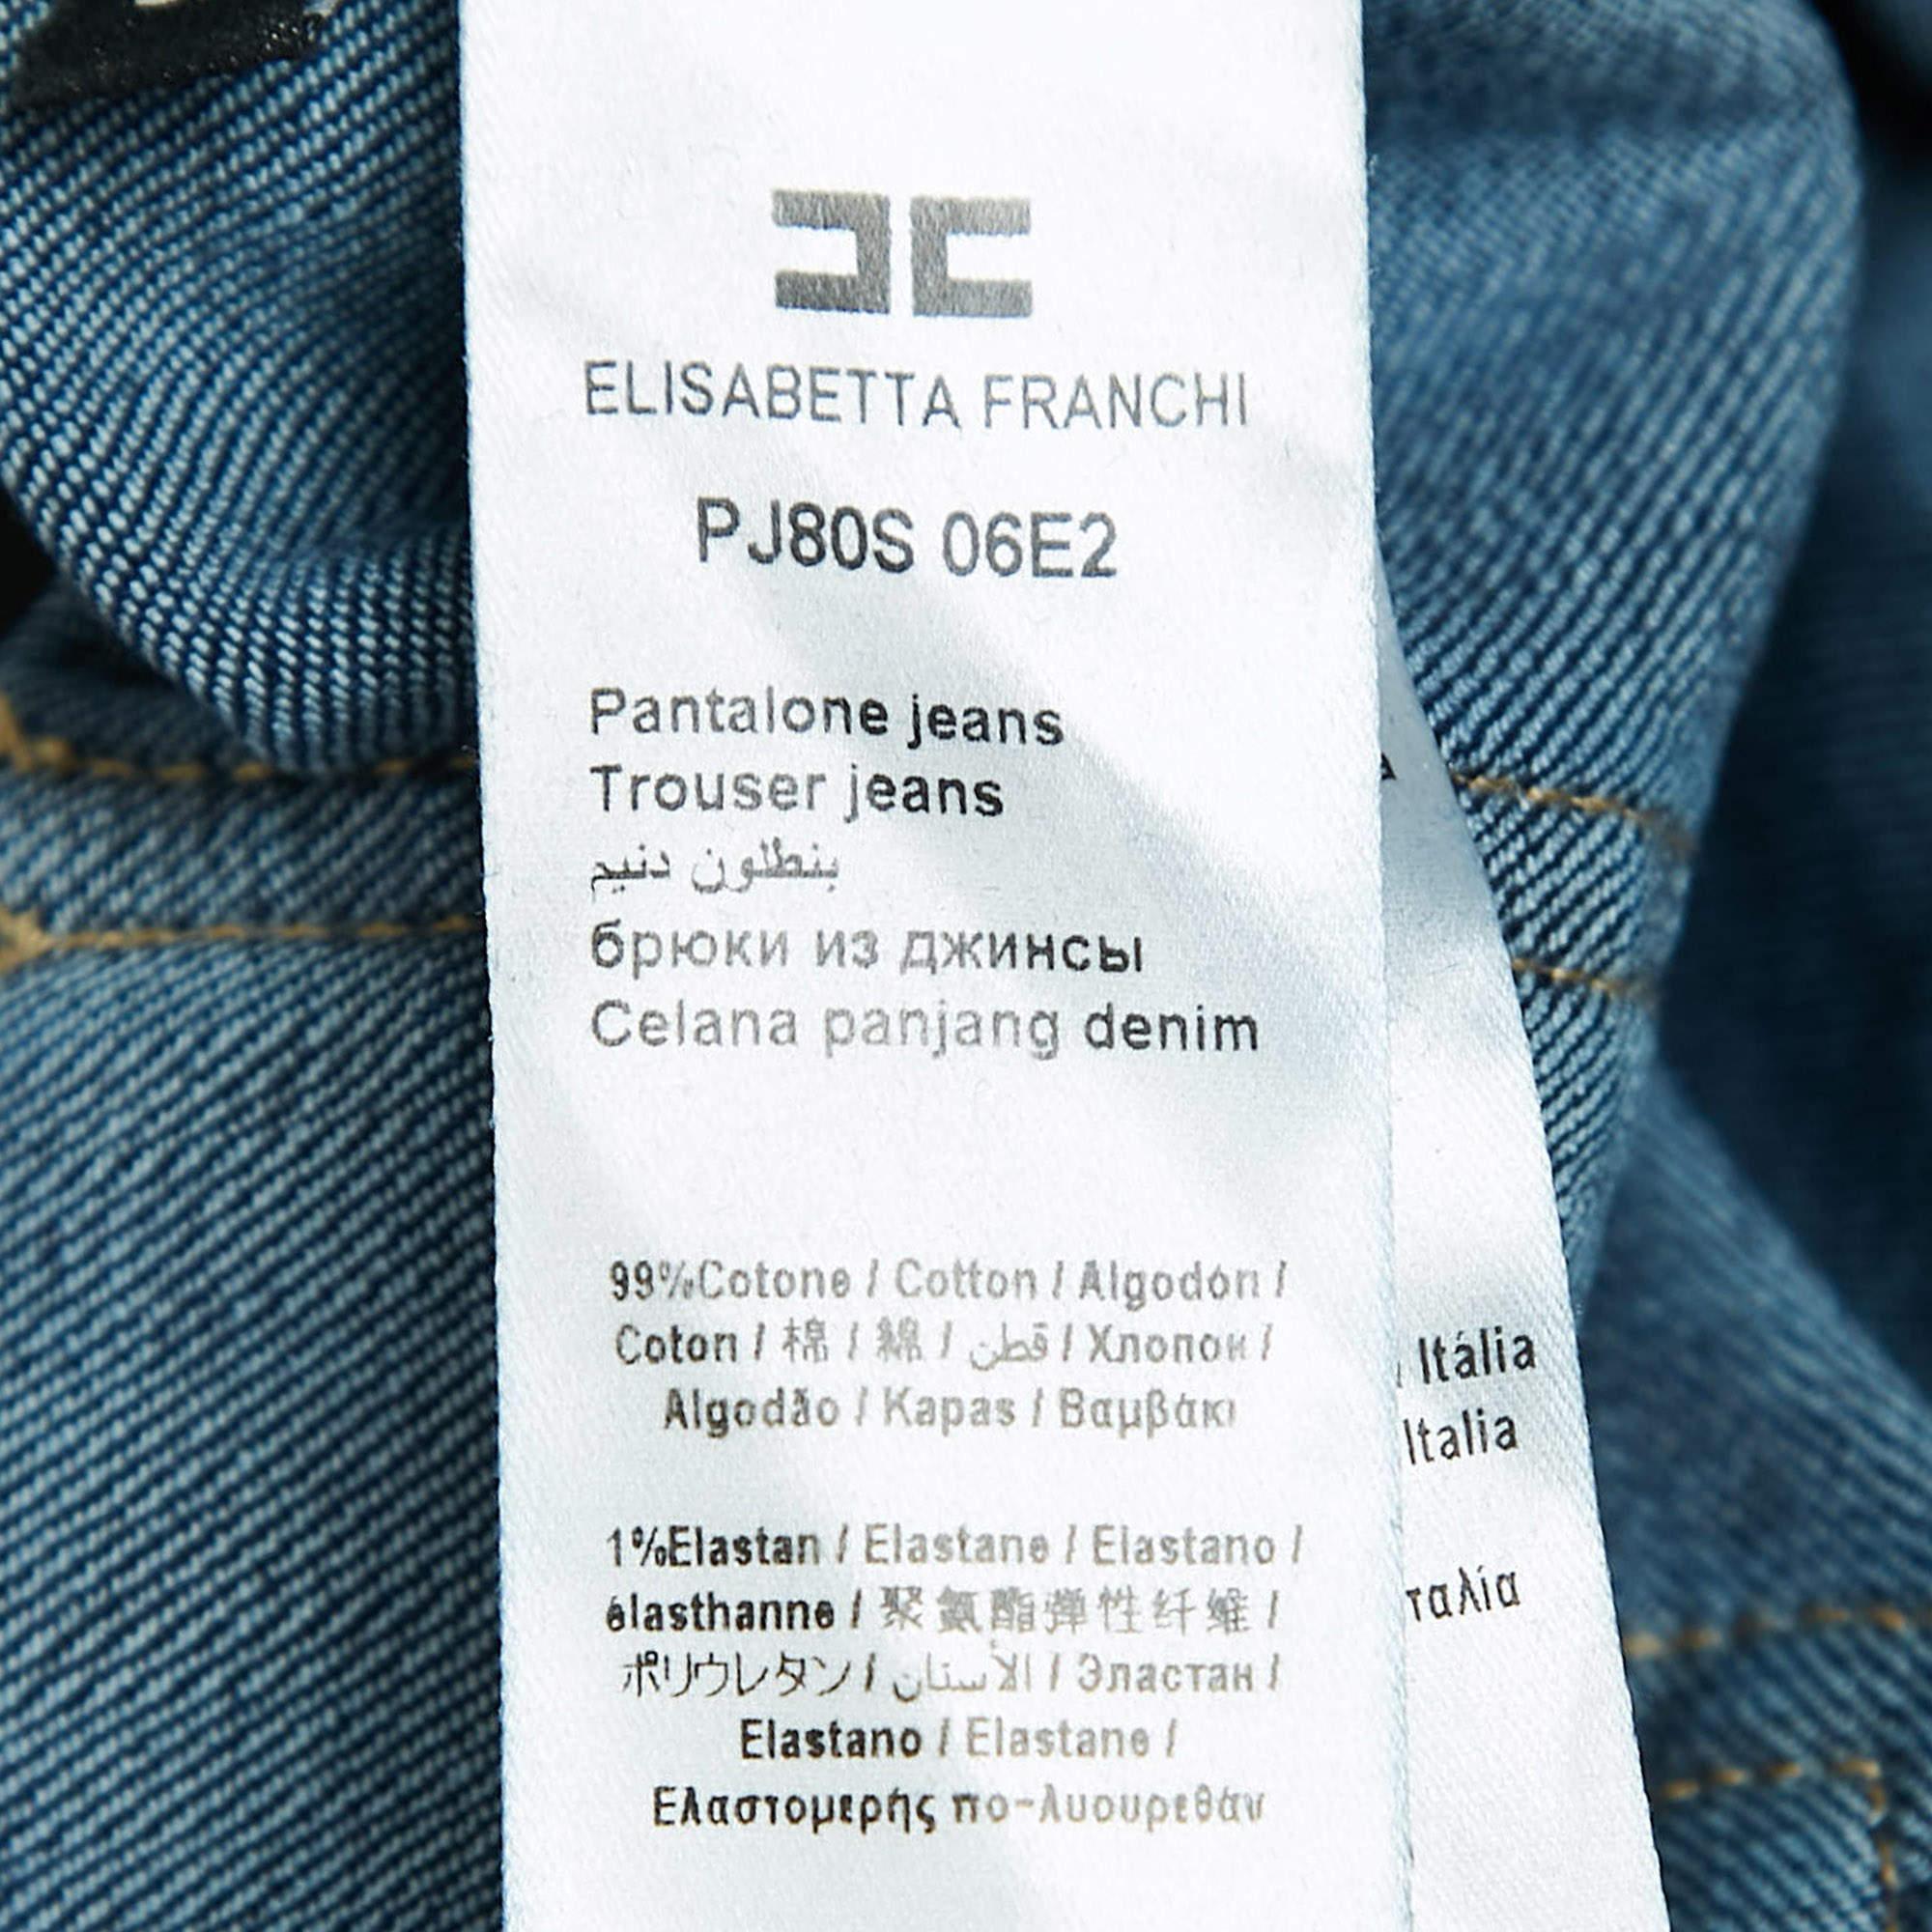 ELISABETTA FRANCHI
PJ80S 06E2
Pantalone jeans
Trouser jeans
بنطلون دنيم
брюки из джинсы
Celana panjang denim
99%Cotone / Cotton / Algodón /
Coton / 棉 / 綿 / قطن / Хлопок /
Algodão / Kapas / Βαμβάκι
1%Elastan / Elastane / Elastano /
élasthanne / 聚氨酯弹性纤维 /
ポリウレタン / الأستان / Эластан /
Elastano / Elastane /
Ελαστομερής πο-λυουρεθάν
/ Itália
Italia